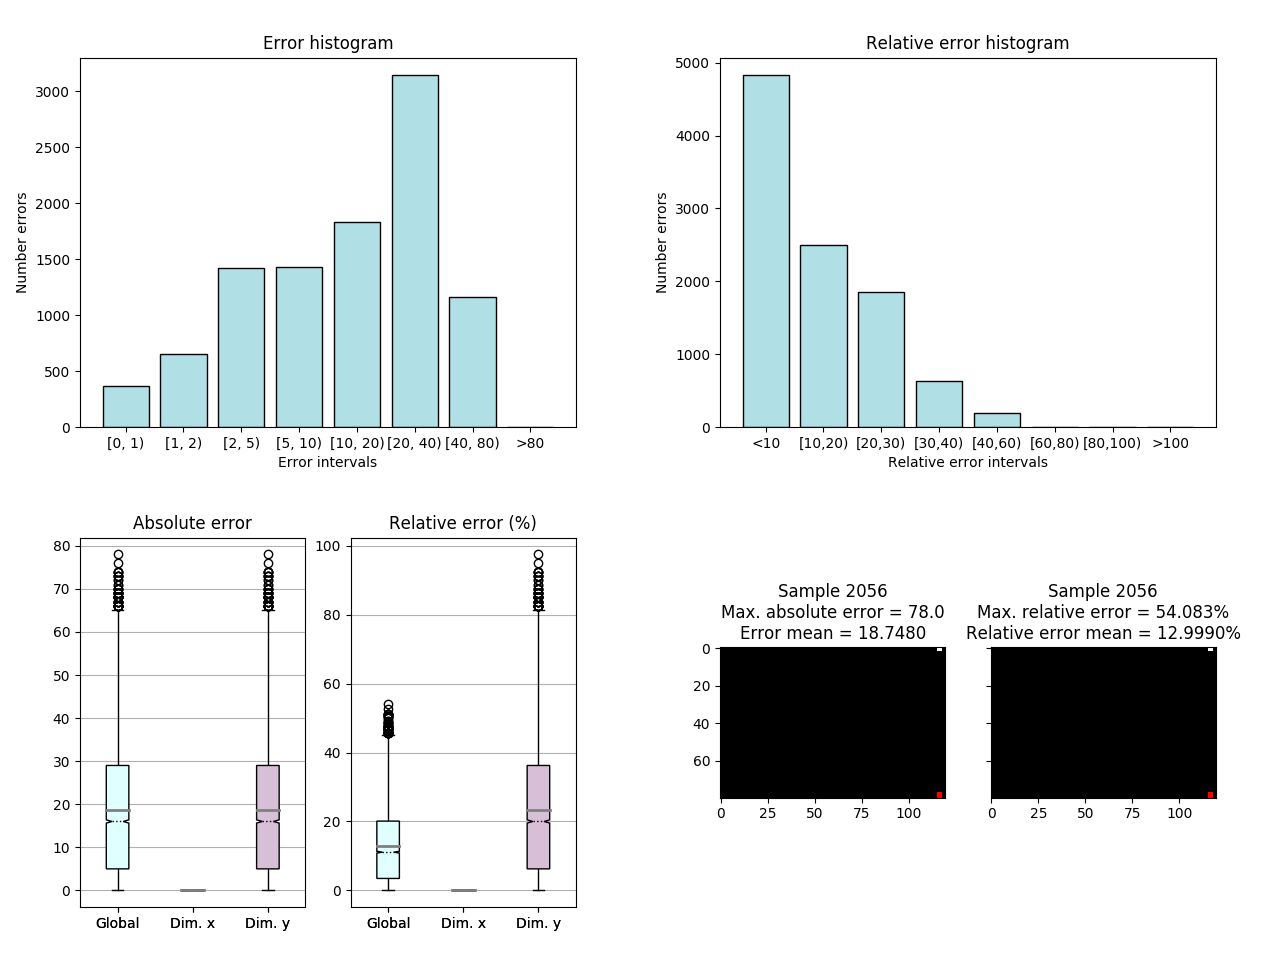 Error histogram
3000
2500
2000
1500
1000
500
0
Number errors
[0, 1) [1, 2) [2, 5) [5, 10) [10, 20) [20, 40) [40, 80) >80
Error intervals
Relative error histogram
5000
4000
3000
2000
1000
0
Number errors
<10 [10,20) [20,30) [30,40) [40,60) [60,80) [80,100) >100
Relative error intervals
Absolute error
80
70
60
50
40
30
20
10
0
Global Dim. x Dim. y
Relative error (%)
100
80
60
40
20
0
Global Dim. x Dim. y
Sample 2056
Max. absolute error = 78.0
Error mean = 18.7480
0
20
40
60
0 25 50 75 100
Sample 2056
Max. relative error = 54.083%
Relative error mean = 12.9990%
0 25 50 75 100